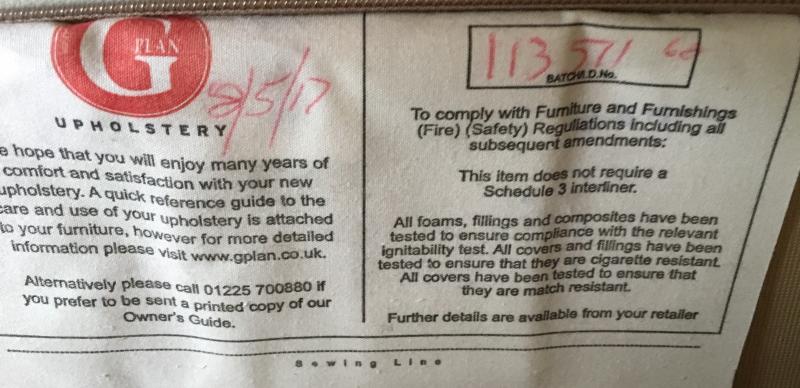 G PLAN
UPHOLSTERY
8/5/17
e hope that you will enjoy many years of
comfort and satisfaction with your new
upholstery. A quick reference guide to the
care and use of your upholstery is attached
to your furniture, however for more detailed
information please visit www.gplan.co.uk.
Alternatively please call 01225 700880 if
you prefer to be sent a printed copy of our
Owner's Guide.
113571
BATCH/I.D.No.
To comply with Furniture and Furnishings
(Fire) (Safety) Regulations including all
subsequent amendments:
This item does not require a
Schedule 3 interliner.
All foams, fillings and composites have been
tested to ensure compliance with the relevant
ignitability test. All covers and fillings have been
tested to ensure that they are cigarette resistant.
All covers have been tested to ensure that
they are match resistant.
Further details are available from your retailer
Sewing Line